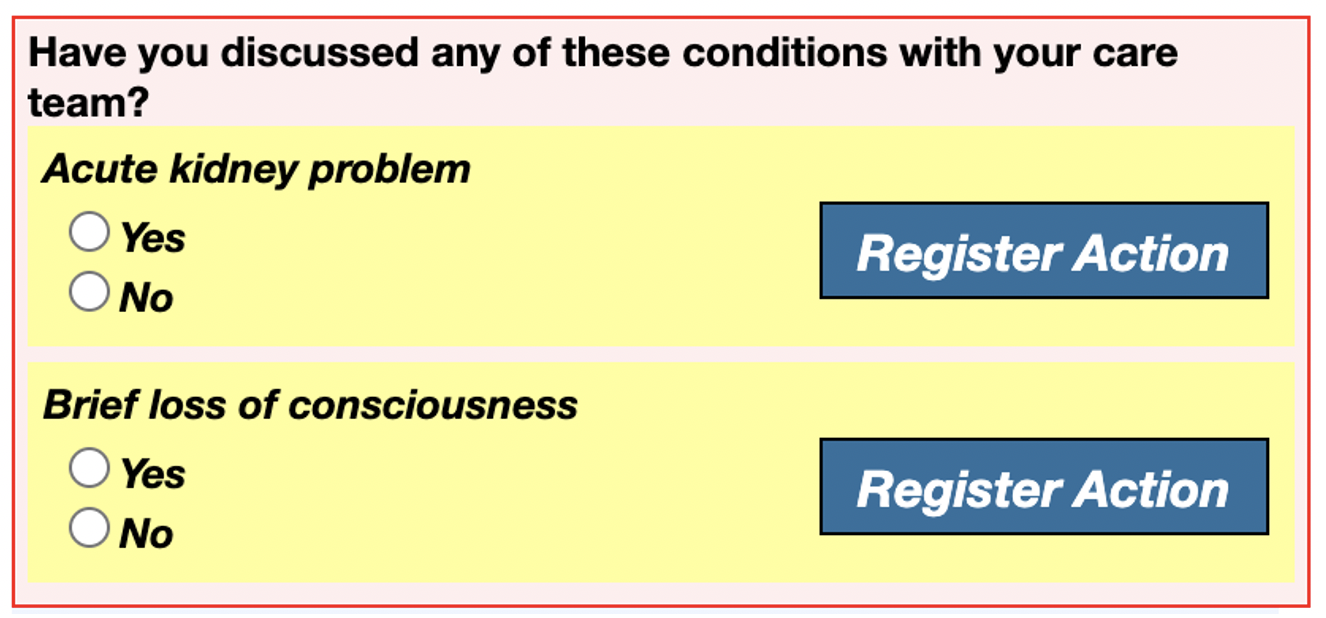 Have you discussed any of these conditions with your care
team?
Acute kidney problem
Yes
No
Register Action
Brief loss of consciousness
Yes
No
Register Action